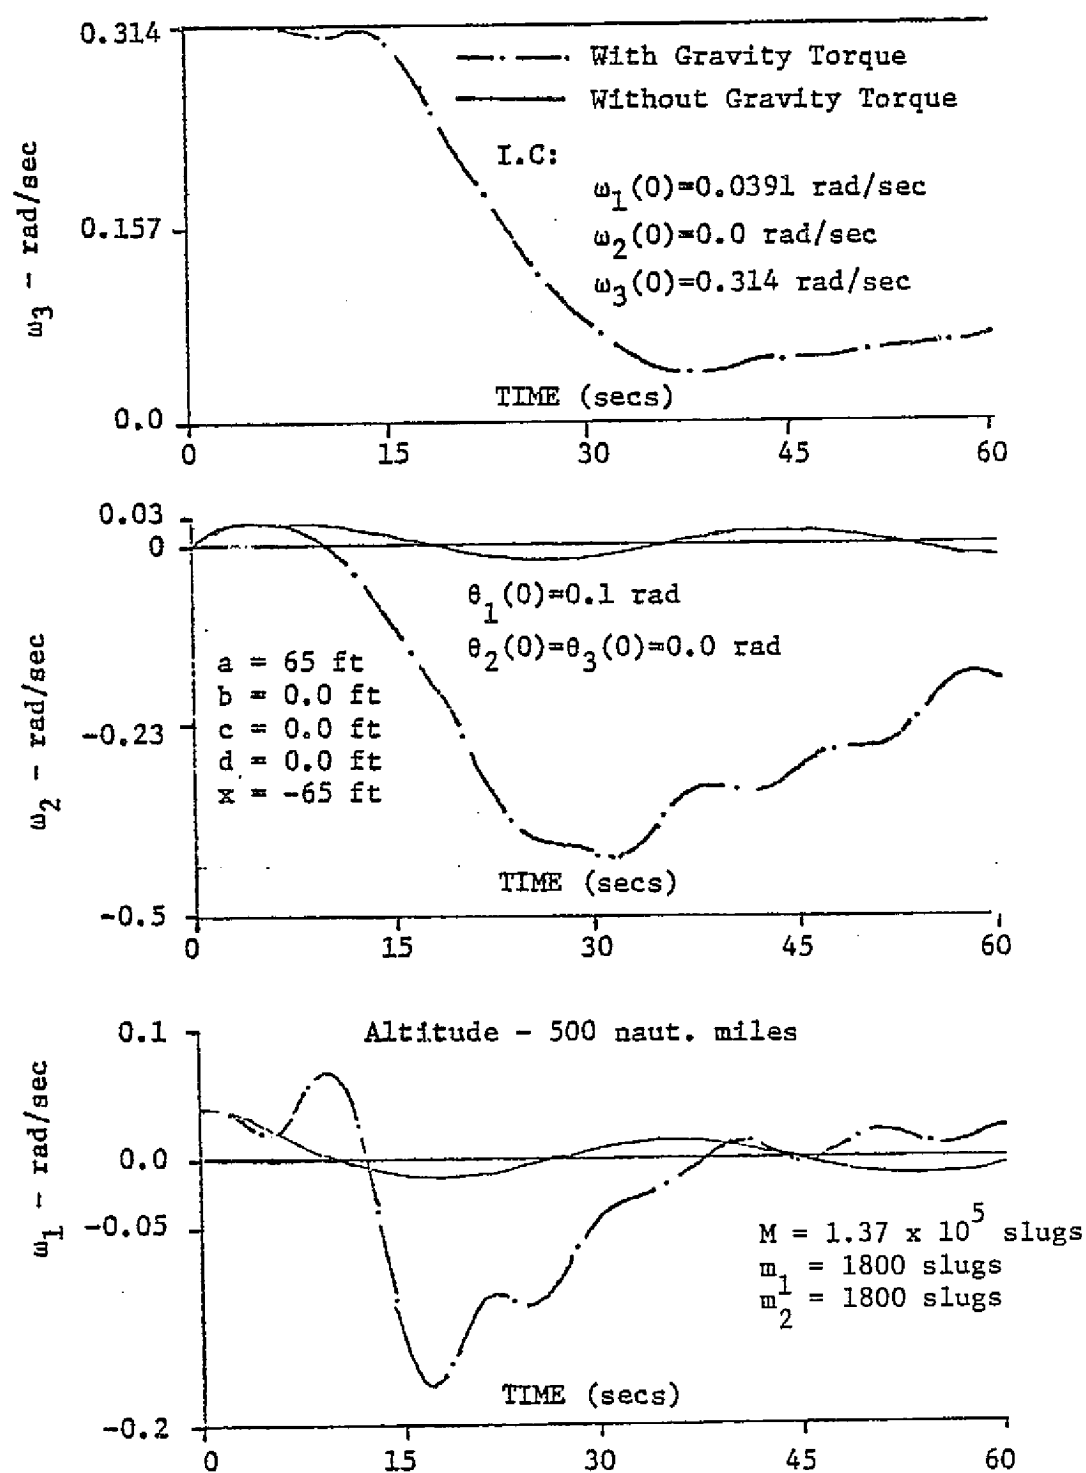 0.314
With Gravity Torque
Without Gravity Torque
I.C:
ω1(0)=0.0391 rad/sec
ω2(0)=0.0 rad/sec
ω3(0)=0.314 rad/sec
0.157
ω3 - rad/sec
TIME (secs)
0.0
0 15 30 45 60
0.03
0
θ1(0)=0.1 rad
θ2(0)=θ3(0)=0.0 rad
a = 65 ft
b = 0.0 ft
c = 0.0 ft
d = 0.0 ft
x = -65 ft
-0.23
ω2 - rad/sec
TIME (secs)
-0.5
0 15 30 45 60
0.1
Altitude - 500 naut. miles
0.0
-0.05
ω1 - rad/sec
M = 1.37 x 10^5 slugs
m1 = 1800 slugs
m2 = 1800 slugs
TIME (secs)
-0.2
0 15 30 45 60